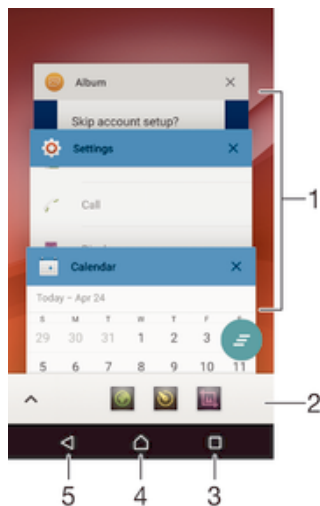 Album
Skip account setup?
Settings
Call
Calendar
Today – Apr 24
S M T W T F
29 30 31 1 2 3
5 6 7 8 9 10 11
1
2
5 4 3